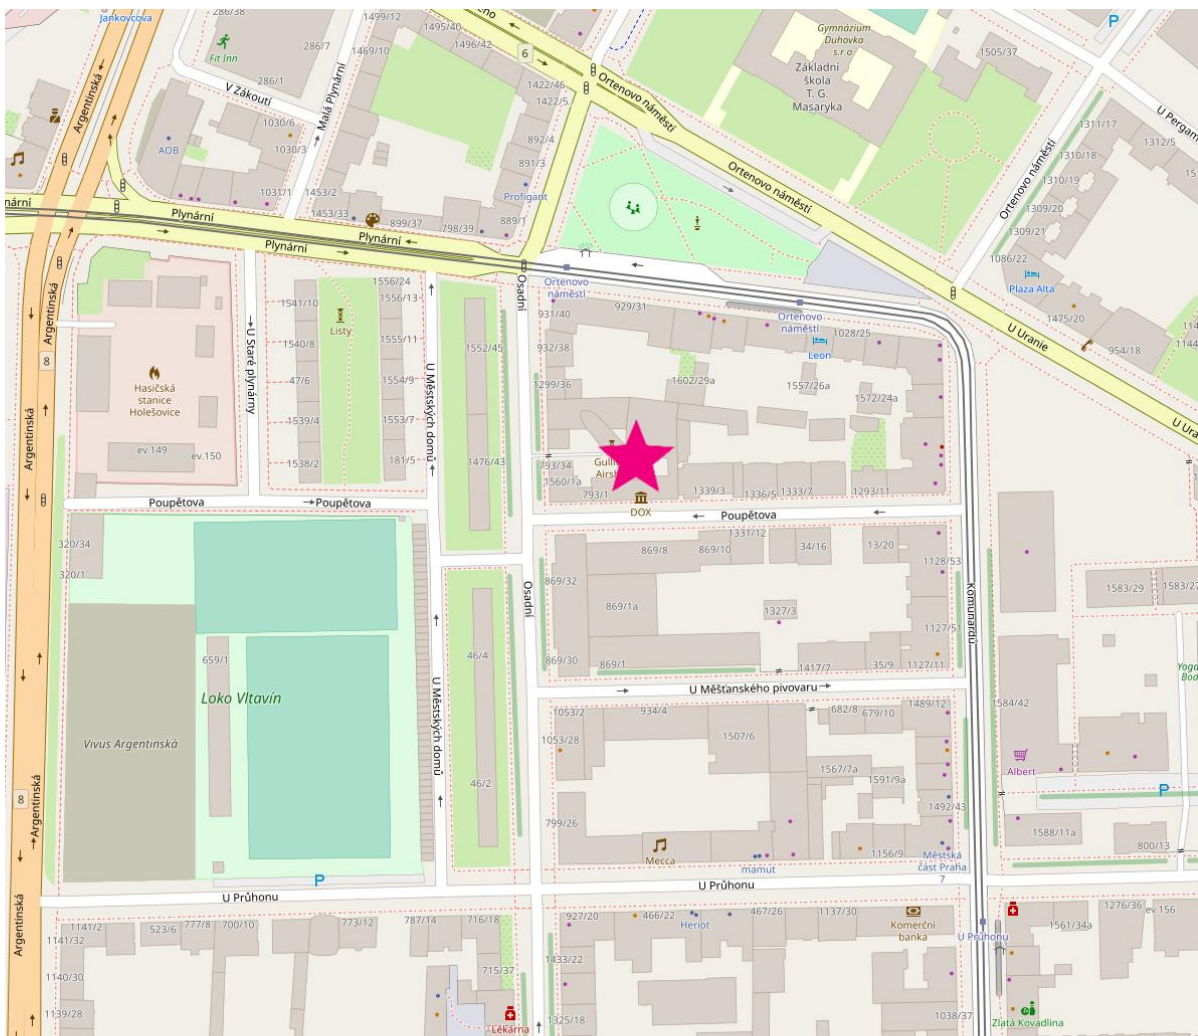 Jankovcova
286/38
1499/12
1495/40
1496/42
6
Gymnázium
Duhovka
s.r.o.
P
Fit Inn
286/7
1469/10
Základní
škola
T. G.
Masaryka
1505/37
286/1
V Zákoutí
Malá Plynární
1422/46
1422/5
Ortenovo náměstí
U Pergam
Argentinská
1030/6
892/4
1311/17
1312/5
AOB
1030/3
891/3
1310/18
Ortenovo náměstí
Ortenovo náměstí
1310/19
1031/1
1453/2
Profigant
1309/20
Plynární
1453/33
899/37
798/39
889/1
1309/21
Plynární
Plynární
1086/22
Argentinská
Osadní
Ortenovo
náměstí
Plaza Alta
1541/10
1556/24
1556/13
931/40
929/31
Ortenovo
náměstí
1028/25
1475/20
Listy
U Uranie
8
1540/8
1555/11
1552/45
932/38
Leon
954/18
U Staré plynárny
U Městských domů
Hasičská
stanice
Holešovice
47/6
1554/9
1299/36
1602/29a
1557/26a
1572/24a
1539/4
1553/7
Argentinská
ev.149
ev.150
1538/2
181/5
1476/43
793/34
1560/1a
793/1
1339/3
1336/5
1333/7
1293/11
DOX
Poupětova
Poupětova
Poupětova
320/34
1331/12
869/8
869/10
34/16
13/20
1128/53
320/1
869/32
Osadní
Komunardů
1583/29
869/1a
1327/3
1127/51
659/1
46/4
869/30
869/1
1417/7
35/9
1127/11
Loko Vltavín
U Městských domů
U Měšťanského pivovaru
1053/2
934/4
682/8
679/10
1489/12
1584/42
Vivus Argentinská
1053/28
1507/6
1567/7a
1591/9a
Albert
8
46/2
1492/43
P
Argentinská
799/26
1588/11a
Mecca
1156/9
Městská
část Praha
7
800/13
mamut
P
U Průhonu
U Průhonu
Argentinská
1141/2
523/6
777/8
700/10
773/12
787/14
716/18
927/20
466/22
467/26
1137/30
1276/36
ev.156
1141/32
Heriot
Komerční
banka
U Průhonu
1561/34a
1140/30
715/37
1433/22
1139/28
Lékárna
1325/18
1038/37
Zlatá Kovadlina